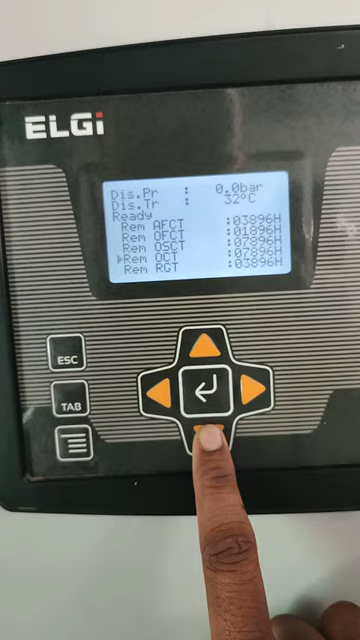 ELGi
Dis.Pr : 0.0bar
Dis.Tr : 32°C
Ready
Rem AFCT :03896H
Rem OFCT :01896H
Rem OSCT :07896H
▶Rem OCT :07896H
Rem RGT :03896H
ESC
TAB